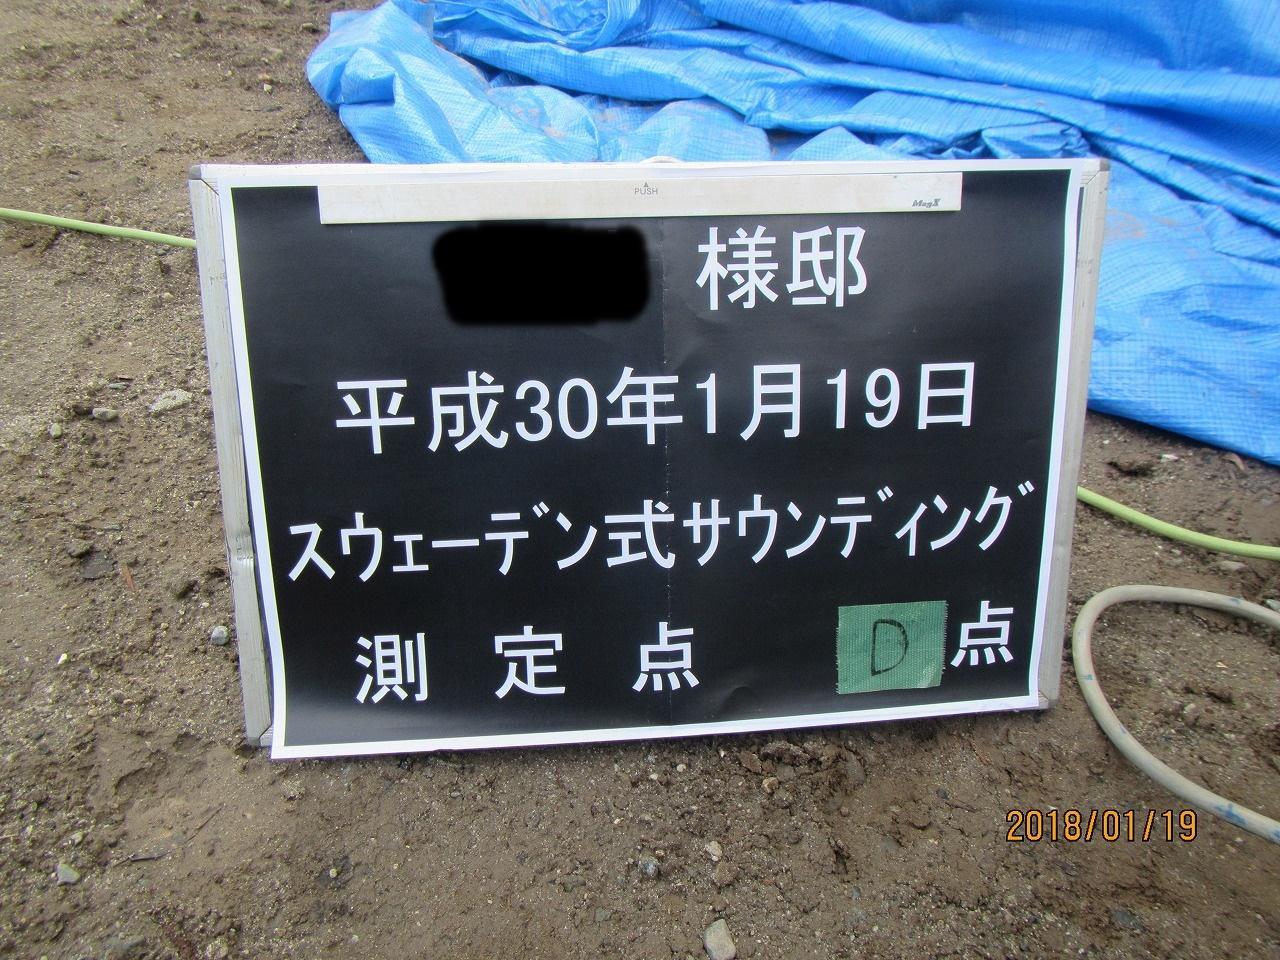 PUSH
MagX
様邸
平成30年1月19日
スウェーデン式サウンディング
測定点 D 点
2018/01/19